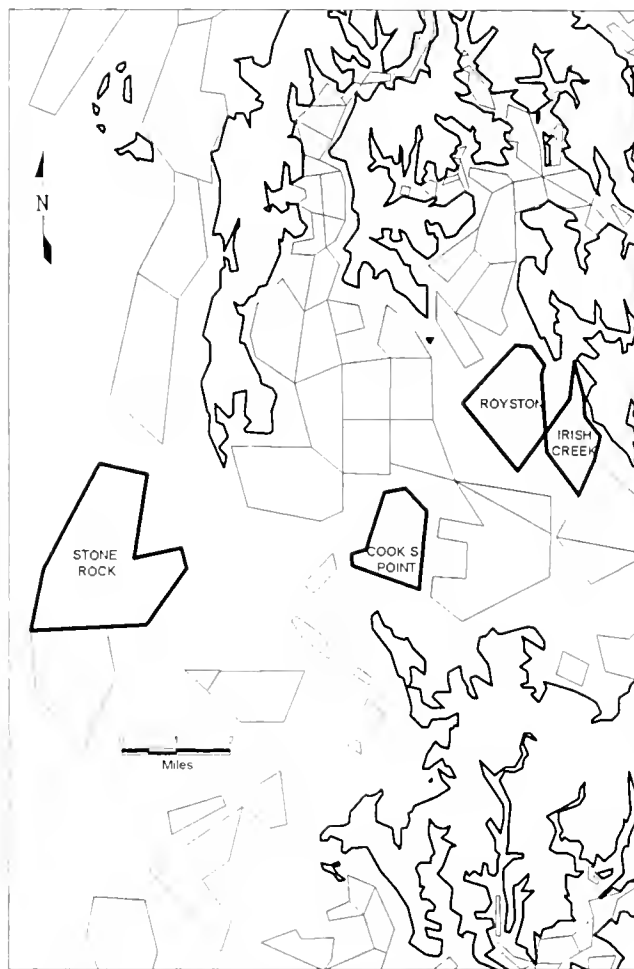 N
ROYSTON
IRISH
CREEK
STONE
ROCK
COOK S
POINT
1
2
Miles